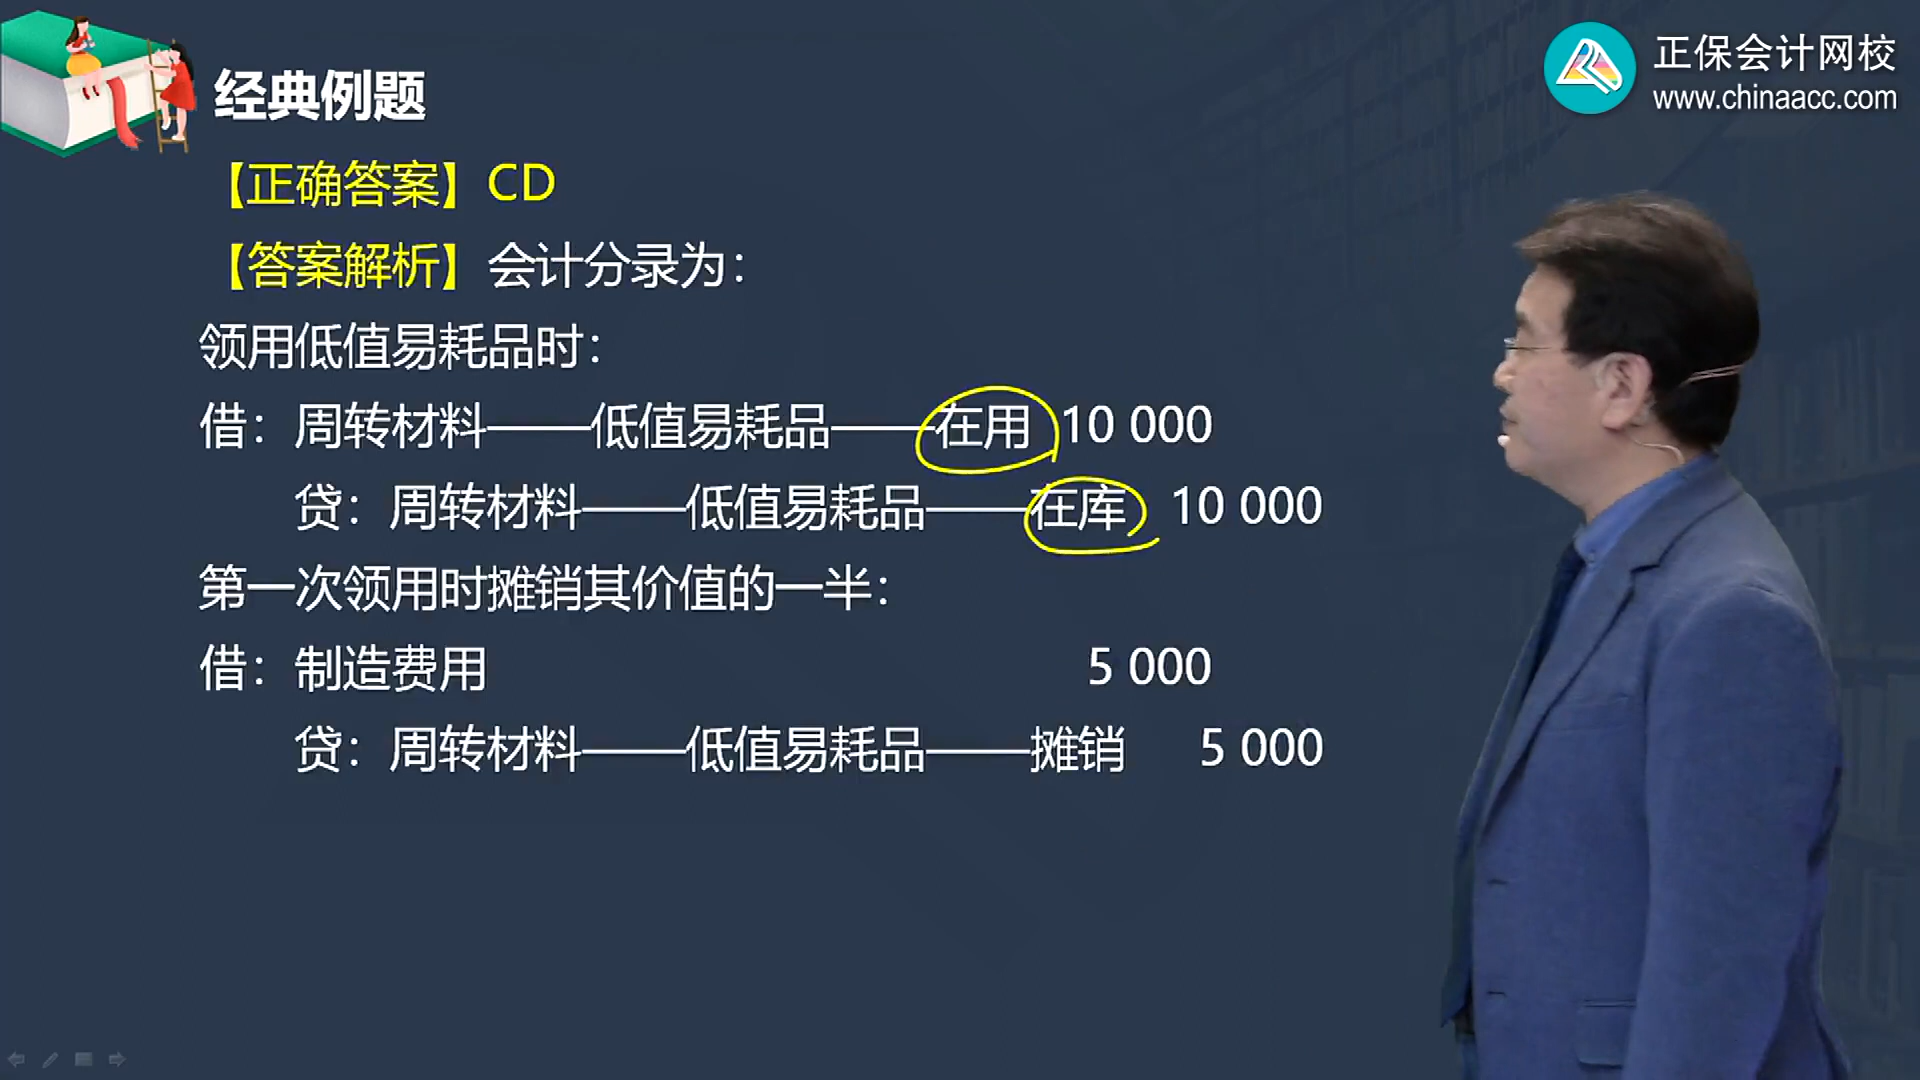 正保会计网校
www.chinaacc.com
经典例题
【正确答案】CD
【答案解析】会计分录为：
领用低值易耗品时：
借：周转材料——低值易耗品——在用 10 000
贷：周转材料——低值易耗品——在库 10 000
第一次领用时摊销其价值的一半：
借：制造费用 5 000
贷：周转材料——低值易耗品——摊销 5 000